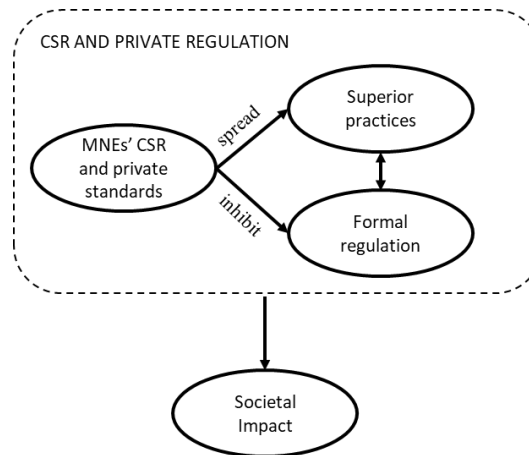 CSR AND PRIVATE REGULATION
MNEs' CSR
and private
standards
spread
inhibit
Superior
practices
Formal
regulation
Societal
Impact